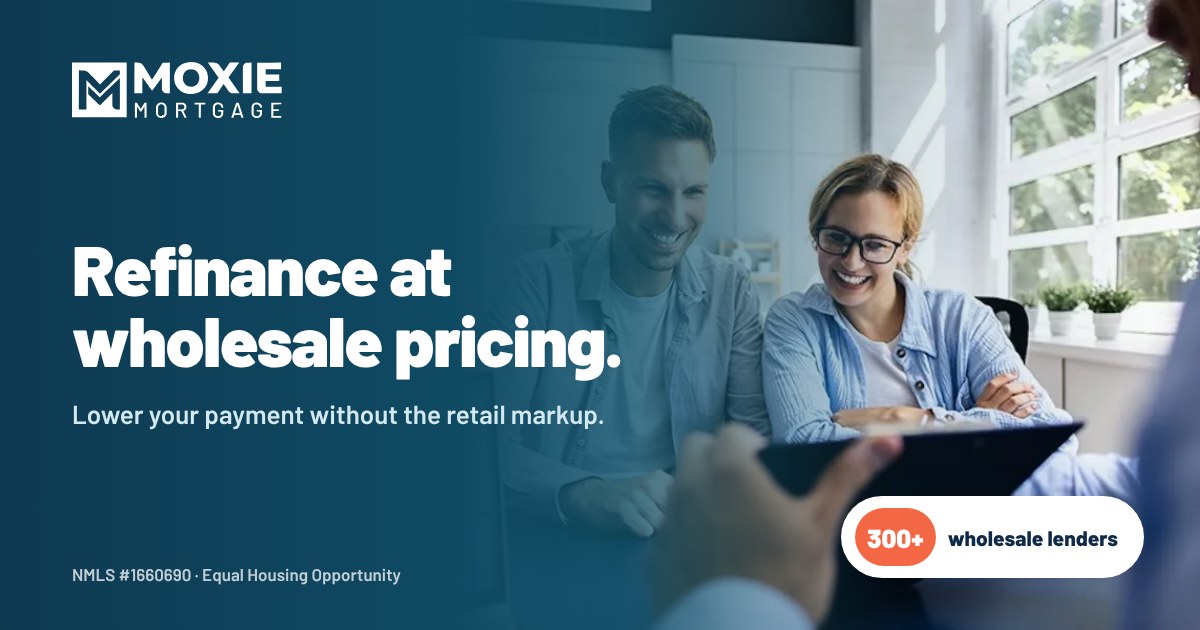 MOXIE
MORTGAGE
Refinance at
wholesale pricing.
Lower your payment without the retail markup.
300+ wholesale lenders
NMLS #1660690 · Equal Housing Opportunity